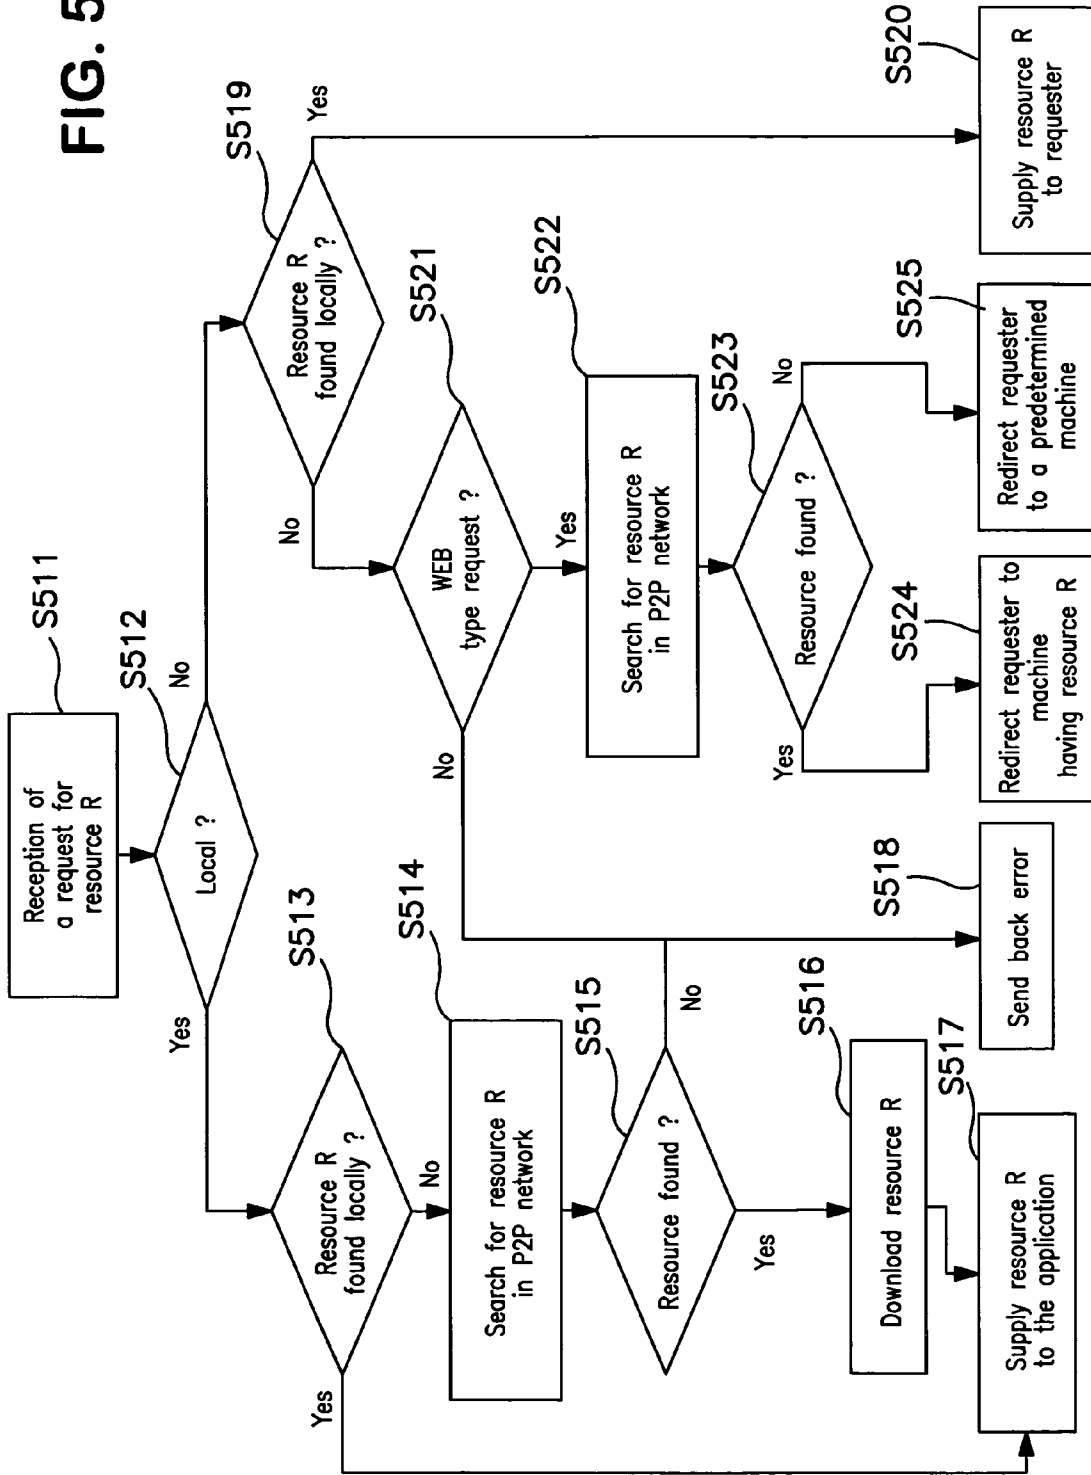 FIG. 5
S511
Reception of
a request for
resource R
S512
Local ?
Yes
No
S513
Resource R
found locally ?
Yes
No
S514
Search for resource R
in P2P network
S515
Resource found ?
No
Yes
S516
Download resource R
S517
Supply resource R
to the application
S518
Send back error
S519
Resource R
found locally ?
Yes
No
S520
Supply resource R
to requester
S521
WEB
type request ?
No
Yes
S522
Search for resource R
in P2P network
S523
Resource found ?
Yes
No
S524
Redirect requester to
machine
having resource R
S525
Redirect requester
to a predetermined
machine